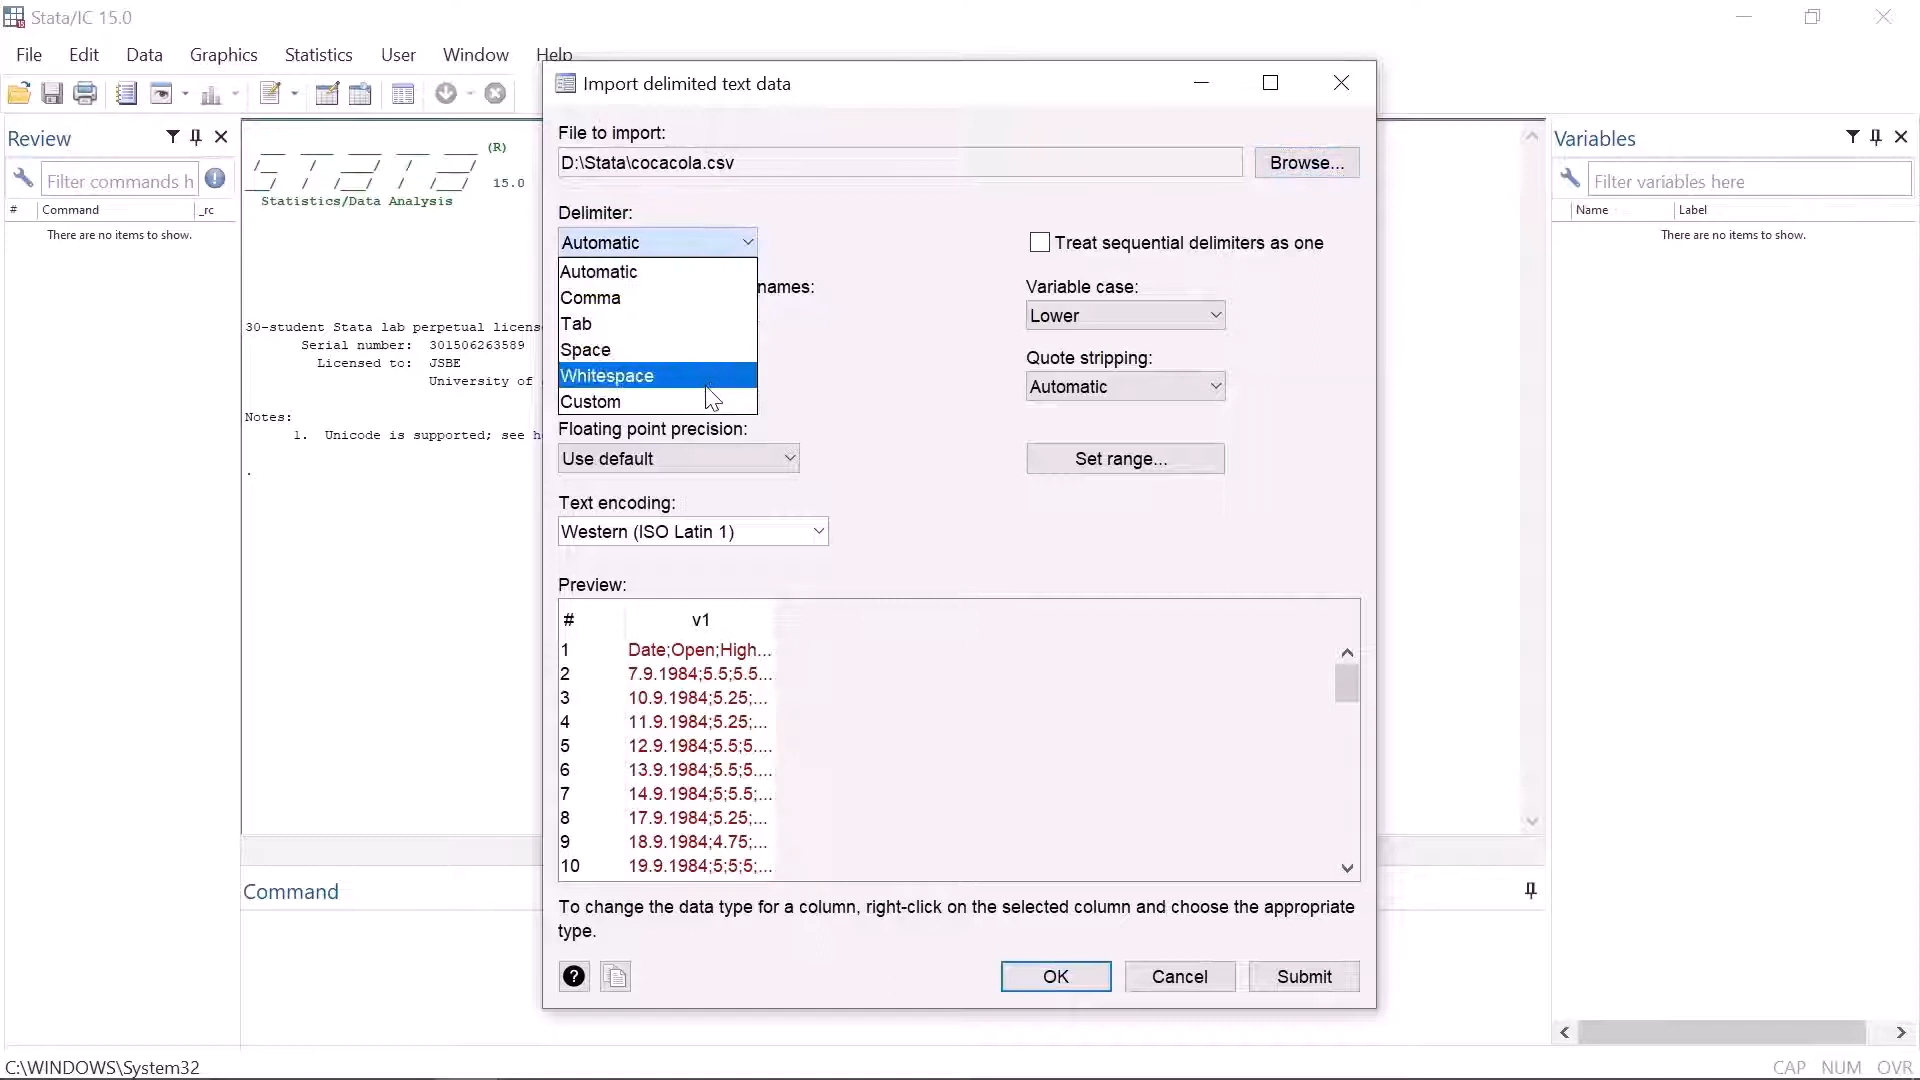 Stata/IC 15.0
File Edit Data Graphics Statistics User Window Help
Review
Filter commands h
# Command _rc
There are no items to show.
(R)
15.0
Statistics/Data Analysis
30-student Stata lab perpetual licens
Serial number: 301506263589
Licensed to: JSBE
University of
Notes:
1. Unicode is supported; see h
.
Command
Import delimited text data
File to import:
D:\Stata\cocacola.csv
Browse...
Delimiter:
Automatic
Automatic
Comma
Tab
Space
Whitespace
Custom
names:
Treat sequential delimiters as one
Variable case:
Lower
Quote stripping:
Automatic
Floating point precision:
Use default
Set range...
Text encoding:
Western (ISO Latin 1)
Preview:
# v1
1 Date;Open;High...
2 7.9.1984;5.5;5.5...
3 10.9.1984;5.25;...
4 11.9.1984;5.25;...
5 12.9.1984;5.5;5....
6 13.9.1984;5.5;5....
7 14.9.1984;5;5.5;...
8 17.9.1984;5.25;...
9 18.9.1984;4.75;...
10 19.9.1984;5;5;5;...
To change the data type for a column, right-click on the selected column and choose the appropriate
type.
?
OK Cancel Submit
Variables
Filter variables here
Name Label
There are no items to show.
C:\WINDOWS\System32
CAP NUM OVR